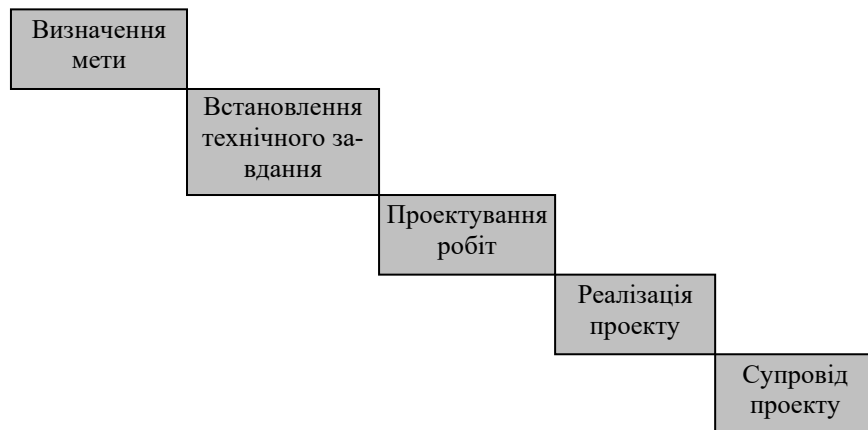 Визначення
мети
Встановлення
технічного за-
вдання
Проектування
робіт
Реалізація
проекту
Супровід
проекту